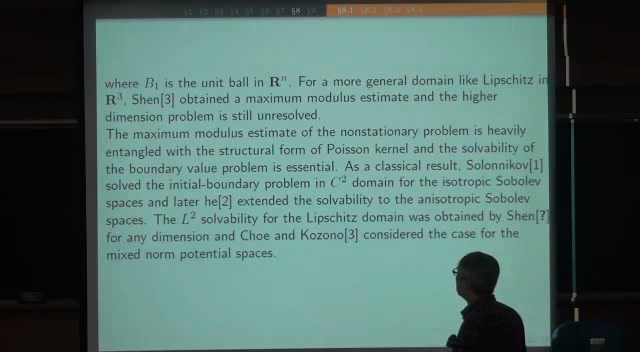 §8
where B₁ is the unit ball in Rⁿ. For a more general domain like Lipschitz in
R³, Shen[3] obtained a maximum modulus estimate and the higher
dimension problem is still unresolved.
The maximum modulus estimate of the nonstationary problem is heavily
entangled with the structural form of Poisson kernel and the solvability of
the boundary value problem is essential. As a classical result, Solonnikov[1]
solved the initial-boundary problem in C² domain for the isotropic Sobolev
spaces and later he[2] extended the solvability to the anisotropic Sobolev
spaces. The L² solvability for the Lipschitz domain was obtained by Shen[?]
for any dimension and Choe and Kozono[3] considered the case for the
mixed norm potential spaces.